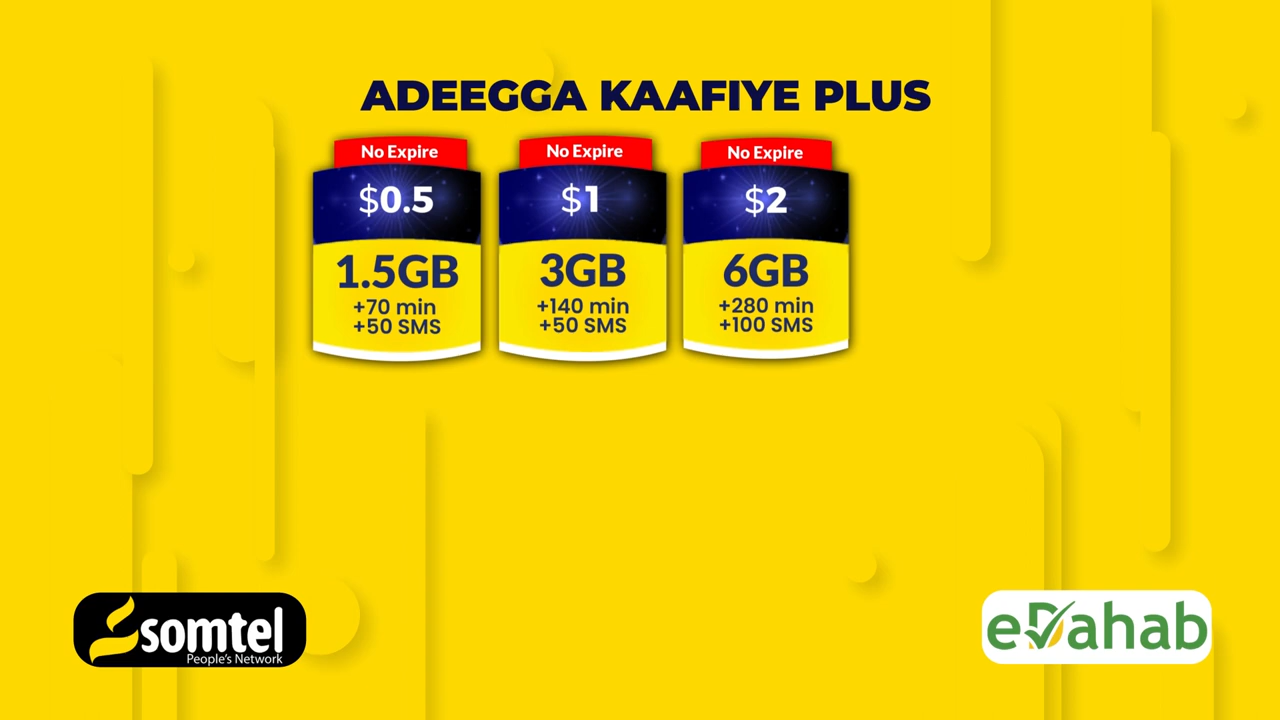 ADEEGGA KAAFIYE PLUS
No Expire
$0.5
1.5GB
+70 min
+50 SMS
No Expire
$1
3GB
+140 min
+50 SMS
No Expire
$2
6GB
+280 min
+100 SMS
somtel
People's Network
eDahab